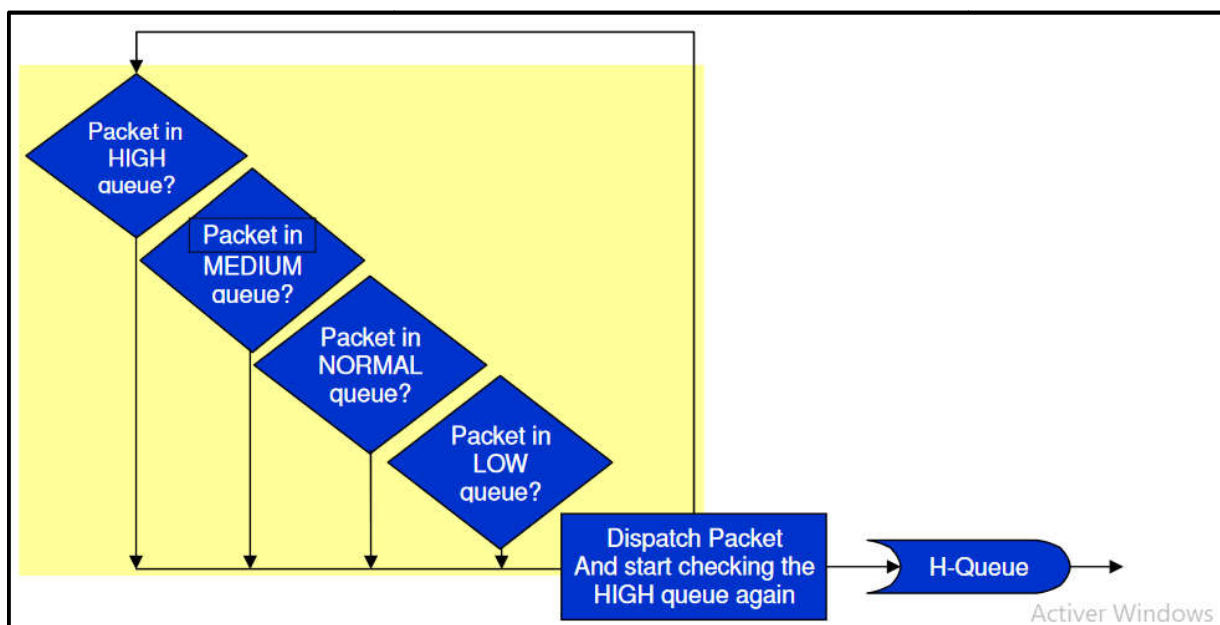 Packet in
HIGH
queue?
Packet in
MEDIUM
queue?
Packet in
NORMAL
queue?
Packet in
LOW
queue?
Dispatch Packet
And start checking the
HIGH queue again
H-Queue
Activer Windows